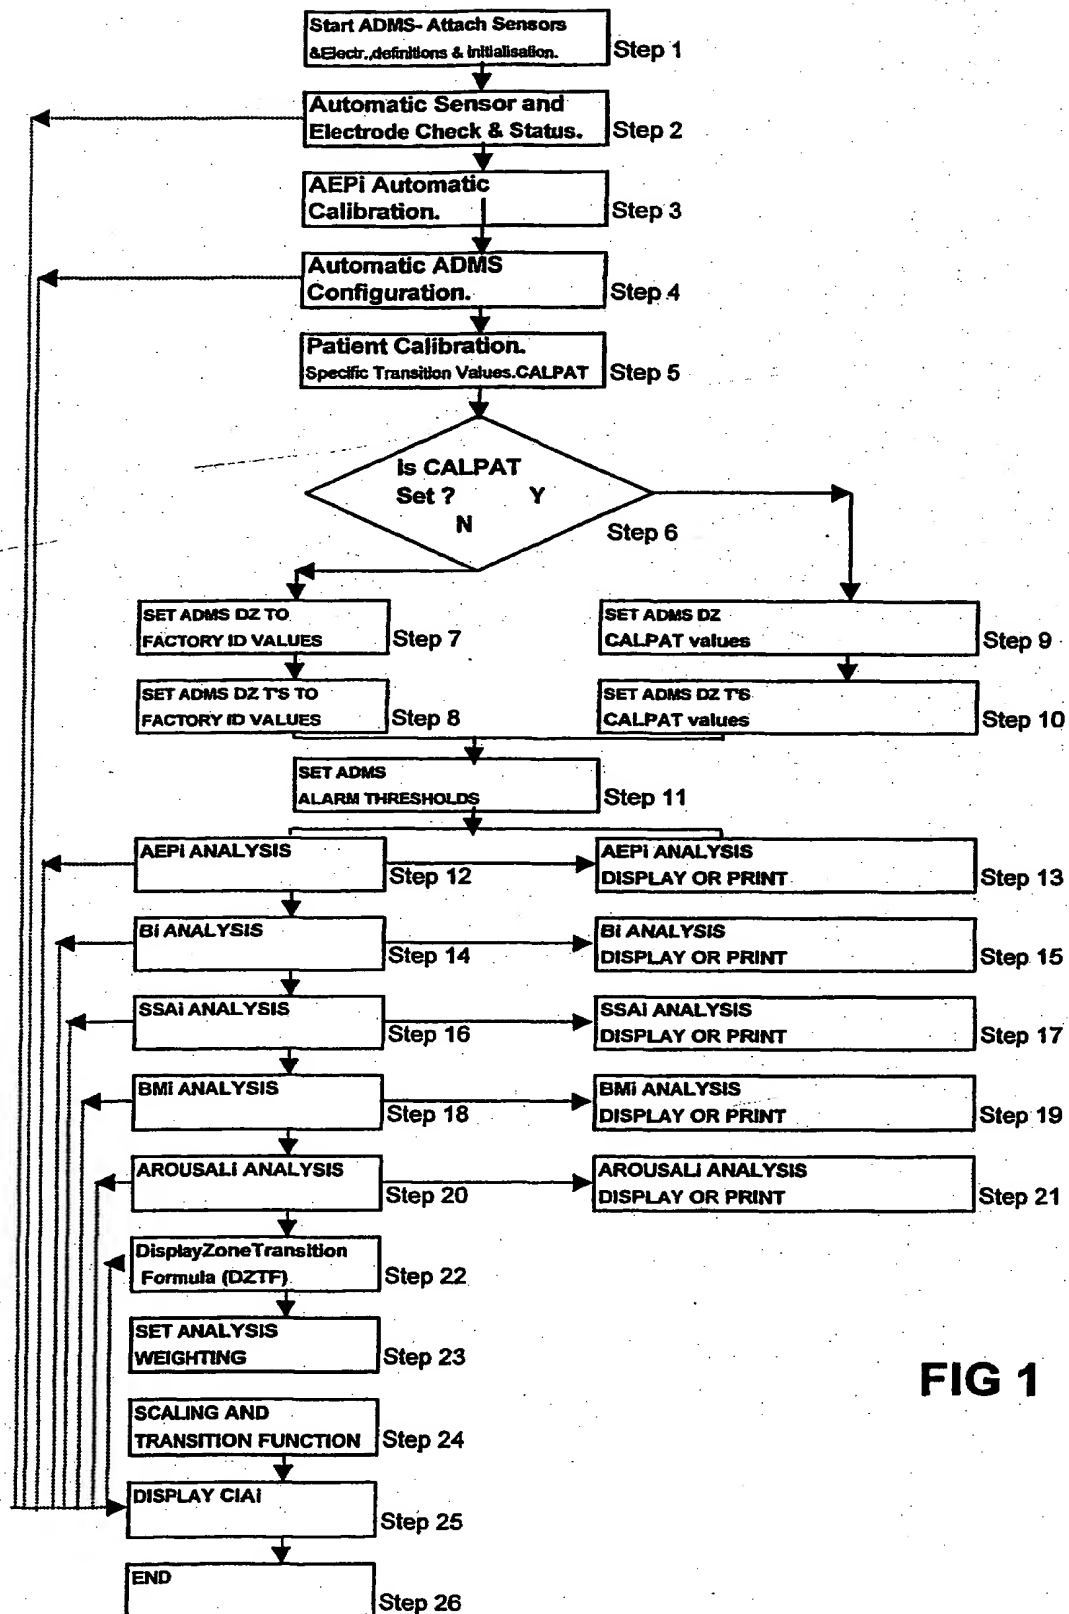 Start ADMS- Attach Sensors
&Electr.,definitions & initialisation.
Step 1
Automatic Sensor and
Electrode Check & Status.
Step 2
AEPi Automatic
Calibration.
Step 3
Automatic ADMS
Configuration.
Step 4
Patient Calibration.
Specific Transition Values.CALPAT
Step 5
is CALPAT
Set ? Y
N
Step 6
SET ADMS DZ TO
FACTORY ID VALUES
Step 7
SET ADMS DZ
CALPAT values
Step 9
SET ADMS DZ T'S TO
FACTORY ID VALUES
Step 8
SET ADMS DZ T'S
CALPAT values
Step 10
SET ADMS
ALARM THRESHOLDS
Step 11
AEPi ANALYSIS
Step 12
AEPi ANALYSIS
DISPLAY OR PRINT
Step 13
Bi ANALYSIS
Step 14
Bi ANALYSIS
DISPLAY OR PRINT
Step 15
SSAi ANALYSIS
Step 16
SSAi ANALYSIS
DISPLAY OR PRINT
Step 17
BMi ANALYSIS
Step 18
BMi ANALYSIS
DISPLAY OR PRINT
Step 19
AROUSALi ANALYSIS
Step 20
AROUSALi ANALYSIS
DISPLAY OR PRINT
Step 21
DisplayZoneTransition
Formula (DZTF)
Step 22
SET ANALYSIS
WEIGHTING
Step 23
SCALING AND
TRANSITION FUNCTION
Step 24
DISPLAY CIAi
Step 25
END
Step 26
FIG 1